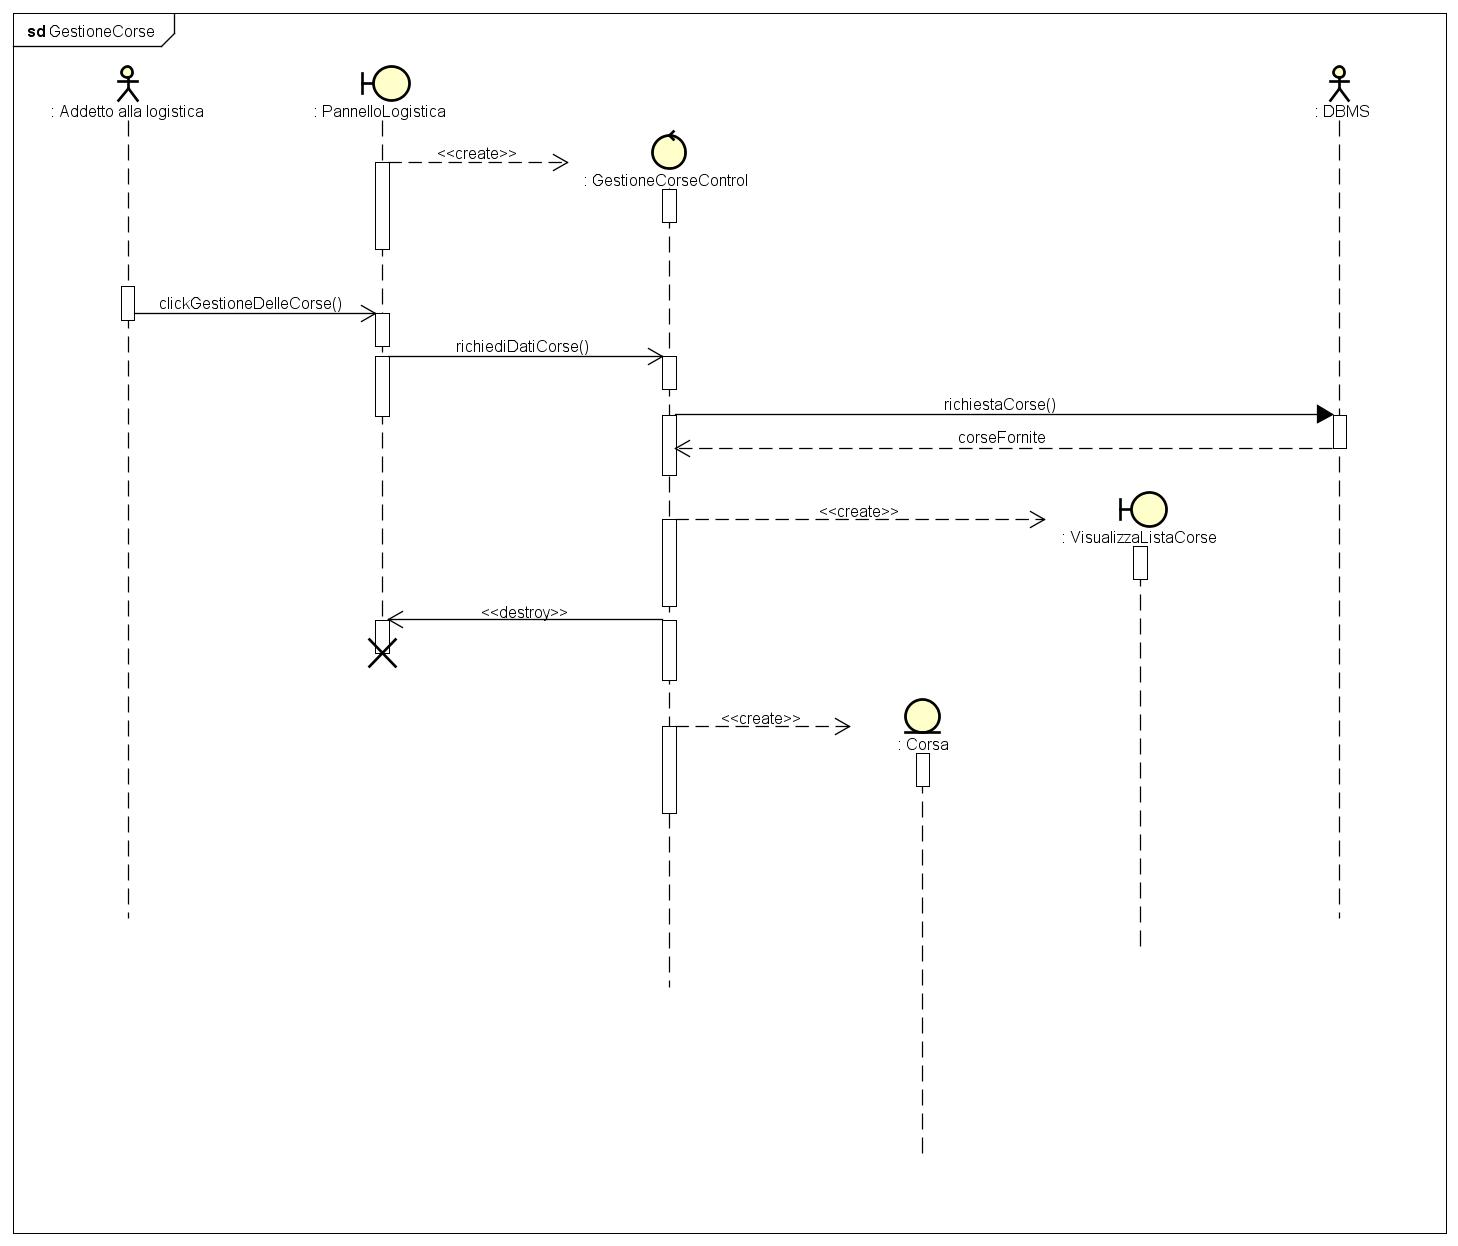 sd GestioneCorse
: Addetto alla logistica
: PannelloLogistica
: DBMS
<<create>>
: GestioneCorseControl
clickGestioneDelleCorse()
richiediDatiCorse()
richiestaCorse()
corseFornite
<<create>>
: VisualizzaListaCorse
<<destroy>>
<<create>>
: Corsa